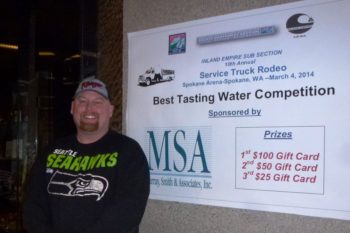 INLAND EMPIRE SUB SECTION
Service Truck Rodeo
Spokane Arena-Spokane, WA –March 4, 2014
Best Tasting Water Competition
Sponsored by
MSA
Murray, Smith & Associates, Inc.
Prizes
1st $100 Gift Card
2nd $50 Gift Card
3rd $25 Gift Card
SEATTLE
SEAHAWKS